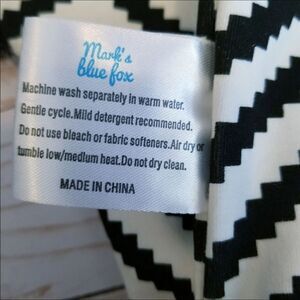 Mark's
blue fox
Machine wash separately in warm water.
Gentle cycle.Mild detergent recommended.
Do not use bleach or fabric softeners.Air dry or
tumble low/medium heat.Do not dry clean.
MADE IN CHINA